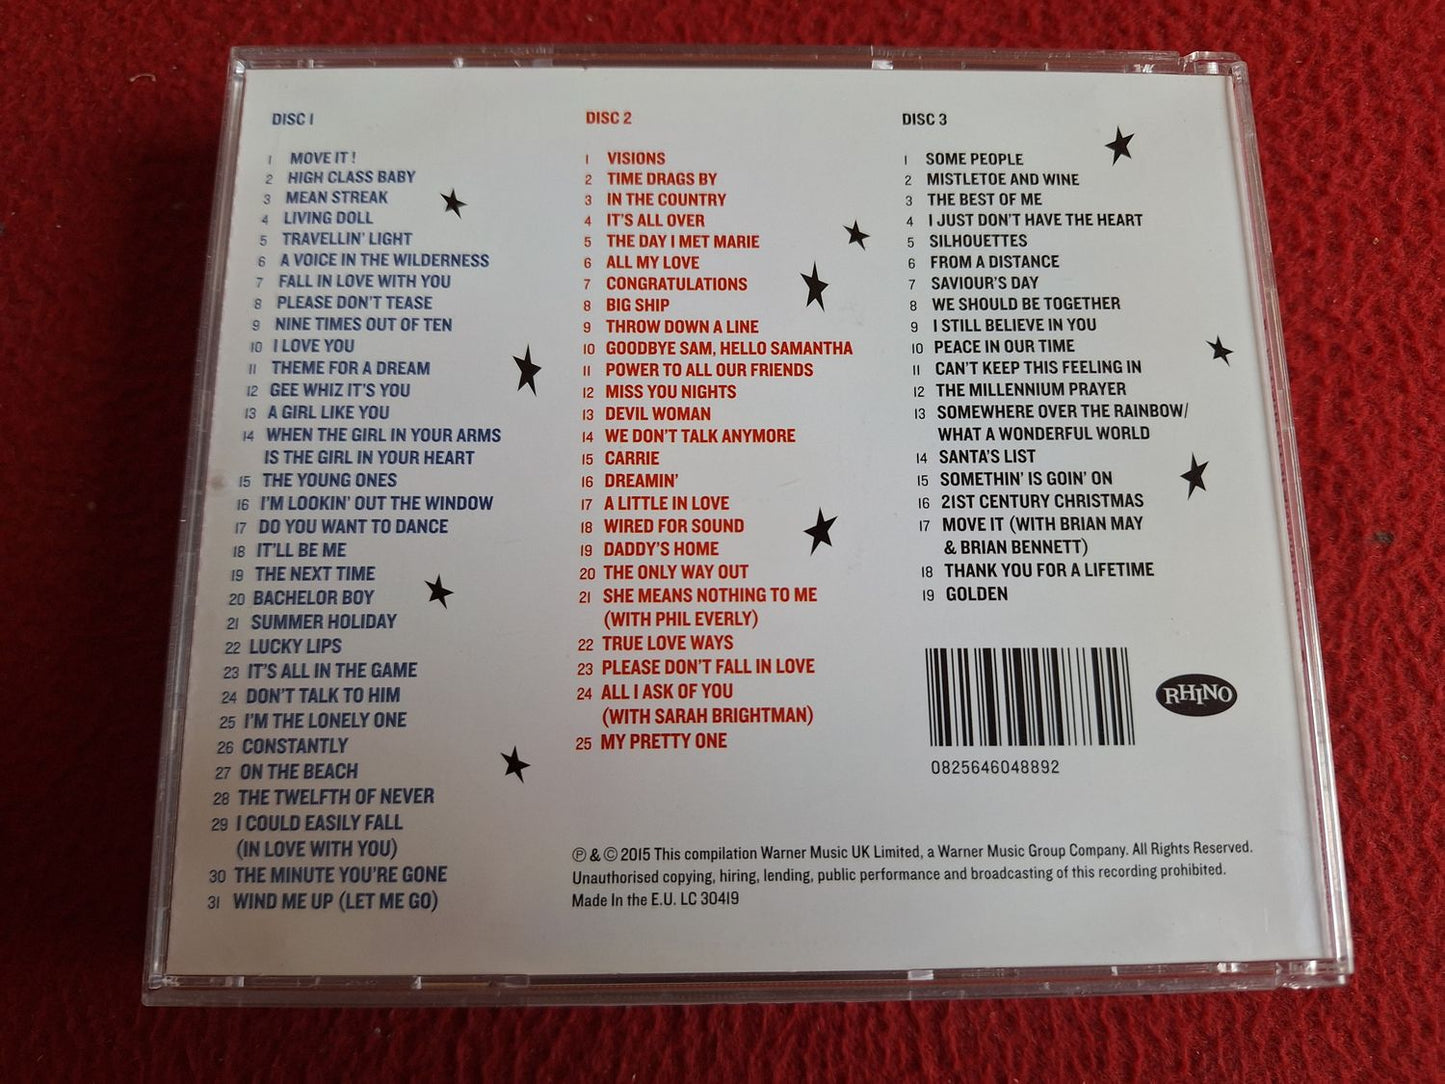 DISC 1
1 MOVE IT !
2 HIGH CLASS BABY
3 MEAN STREAK
4 LIVING DOLL
5 TRAVELLIN' LIGHT
6 A VOICE IN THE WILDERNESS
7 FALL IN LOVE WITH YOU
8 PLEASE DON'T TEASE
9 NINE TIMES OUT OF TEN
10 I LOVE YOU
11 THEME FOR A DREAM
12 GEE WHIZ IT'S YOU
13 A GIRL LIKE YOU
14 WHEN THE GIRL IN YOUR ARMS
IS THE GIRL IN YOUR HEART
15 THE YOUNG ONES
16 I'M LOOKIN' OUT THE WINDOW
17 DO YOU WANT TO DANCE
18 IT'LL BE ME
19 THE NEXT TIME
20 BACHELOR BOY
21 SUMMER HOLIDAY
22 LUCKY LIPS
23 IT'S ALL IN THE GAME
24 DON'T TALK TO HIM
25 I'M THE LONELY ONE
26 CONSTANTLY
27 ON THE BEACH
28 THE TWELFTH OF NEVER
29 I COULD EASILY FALL
(IN LOVE WITH YOU)
30 THE MINUTE YOU'RE GONE
31 WIND ME UP (LET ME GO)
DISC 2
1 VISIONS
2 TIME DRAGS BY
3 IN THE COUNTRY
4 IT'S ALL OVER
5 THE DAY I MET MARIE
6 ALL MY LOVE
7 CONGRATULATIONS
8 BIG SHIP
9 THROW DOWN A LINE
10 GOODBYE SAM, HELLO SAMANTHA
11 POWER TO ALL OUR FRIENDS
12 MISS YOU NIGHTS
13 DEVIL WOMAN
14 WE DON'T TALK ANYMORE
15 CARRIE
16 DREAMIN'
17 A LITTLE IN LOVE
18 WIRED FOR SOUND
19 DADDY'S HOME
20 THE ONLY WAY OUT
21 SHE MEANS NOTHING TO ME
(WITH PHIL EVERLY)
22 TRUE LOVE WAYS
23 PLEASE DON'T FALL IN LOVE
24 ALL I ASK OF YOU
(WITH SARAH BRIGHTMAN)
25 MY PRETTY ONE
DISC 3
1 SOME PEOPLE
2 MISTLETOE AND WINE
3 THE BEST OF ME
4 I JUST DON'T HAVE THE HEART
5 SILHOUETTES
6 FROM A DISTANCE
7 SAVIOUR'S DAY
8 WE SHOULD BE TOGETHER
9 I STILL BELIEVE IN YOU
10 PEACE IN OUR TIME
11 CAN'T KEEP THIS FEELING IN
12 THE MILLENNIUM PRAYER
13 SOMEWHERE OVER THE RAINBOW/
WHAT A WONDERFUL WORLD
14 SANTA'S LIST
15 SOMETHIN' IS GOIN' ON
16 21ST CENTURY CHRISTMAS
17 MOVE IT (WITH BRIAN MAY
& BRIAN BENNETT)
18 THANK YOU FOR A LIFETIME
19 GOLDEN
RHINO
0825646048892
℗ & © 2015 This compilation Warner Music UK Limited, a Warner Music Group Company. All Rights Reserved.
Unauthorised copying, hiring, lending, public performance and broadcasting of this recording prohibited.
Made In the E.U. LC 30419